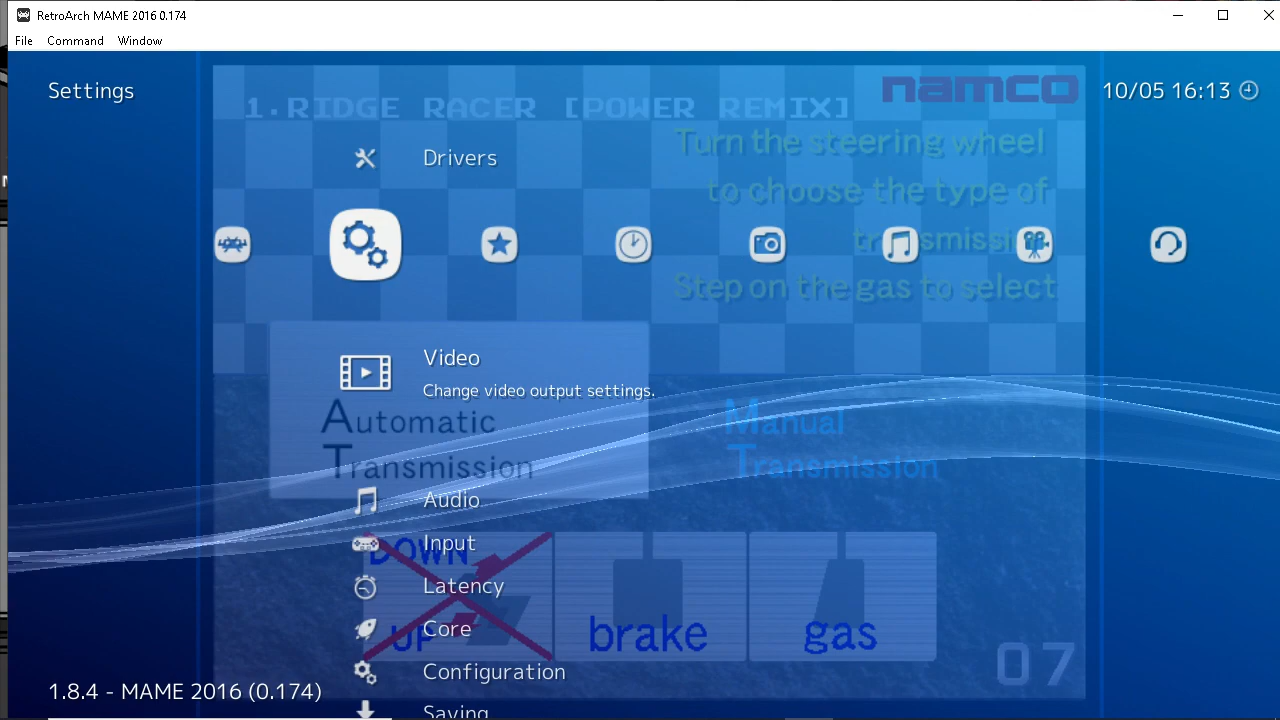 RetroArch MAME 2016 0.174
File Command Window
Settings
namco
10/05 16:13
1.RIDGE RACER [POWER REMIX]
Turn the steering wheel
Drivers
to choose the type of
transmissi
Step on the gas to select
Video
Change video output settings.
Automatic
Manual
Transmission
Transmission
Audio
Input
DOWN
Latency
Core
UP
brake
gas
Configuration
07
1.8.4 - MAME 2016 (0.174)
Saving